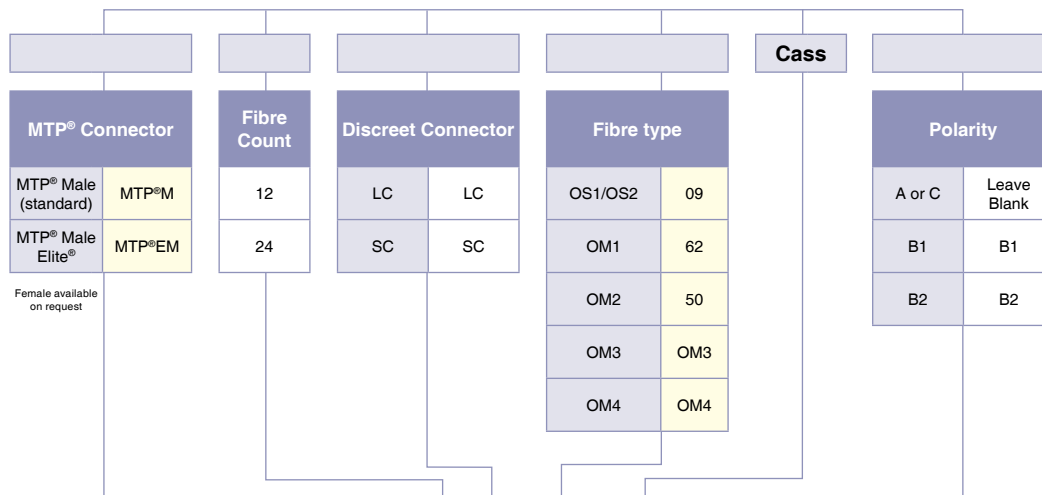 Cass
MTP® Connector
MTP® Male
(standard)
MTP®M
MTP® Male
Elite®
MTP®EM
Female available
on request
Fibre
Count
12
24
Discreet Connector
LC LC
SC SC
Fibre type
OS1/OS2 09
OM1 62
OM2 50
OM3 OM3
OM4 OM4
Polarity
A or C
Leave
Blank
B1 B1
B2 B2